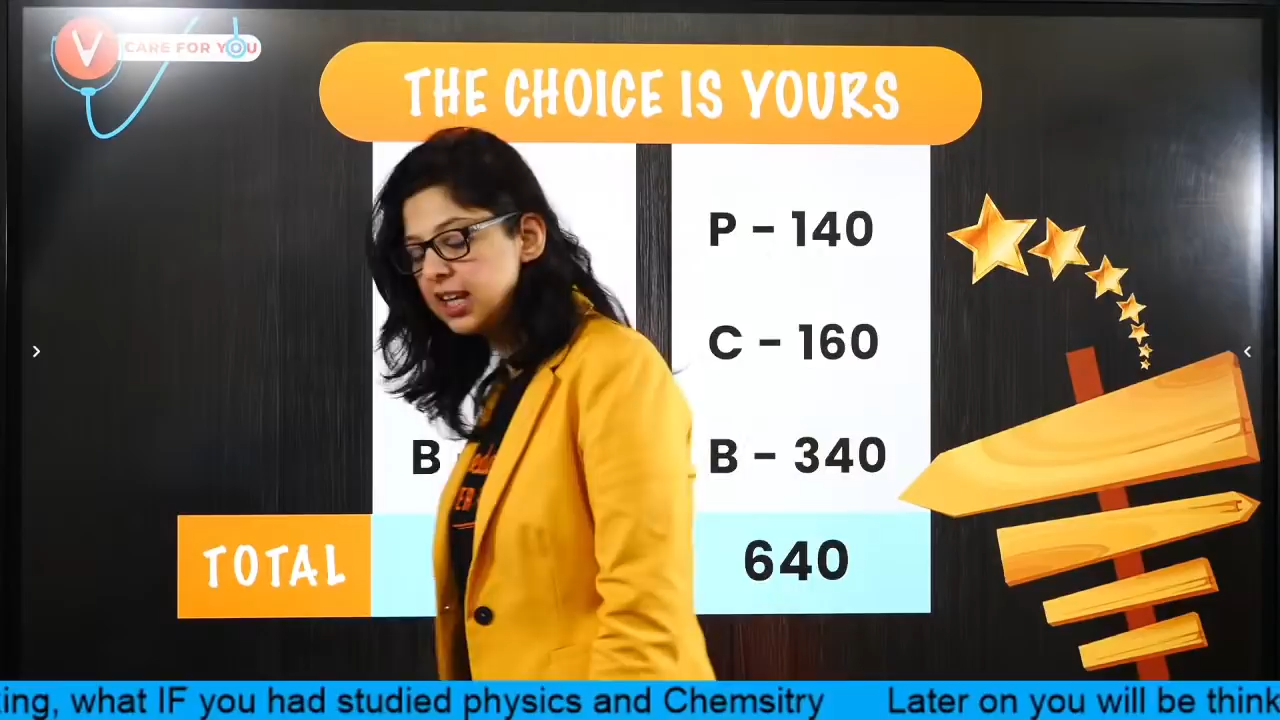 V
CARE FOR YOU
THE CHOICE IS YOURS
P - 140
C - 160
B
B - 340
TOTAL
640
king, what IF you had studied physics and Chemsitry Later on you will be think